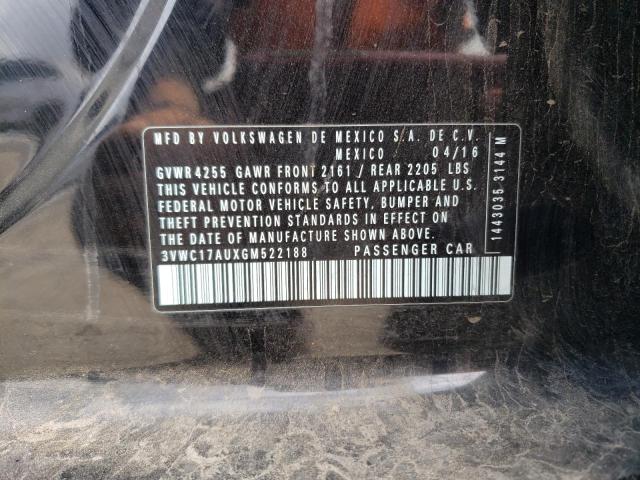 MFD BY VOLKSWAGEN DE MEXICO S.A. DE C.V.
MEXICO / 04/16
GVWR4255 GAWR FRONT 2161 / REAR 2205 LBS
THIS VEHICLE CONFORMS TO ALL APPLICABLE U.S.
FEDERAL MOTOR VEHICLE SAFETY, BUMPER AND
THEFT PREVENTION STANDARDS IN EFFECT ON
THE DATE OF MANUFACTURE SHOWN ABOVE.
3VWC17AUXGM522188 PASSENGER CAR
1443035 3144 M